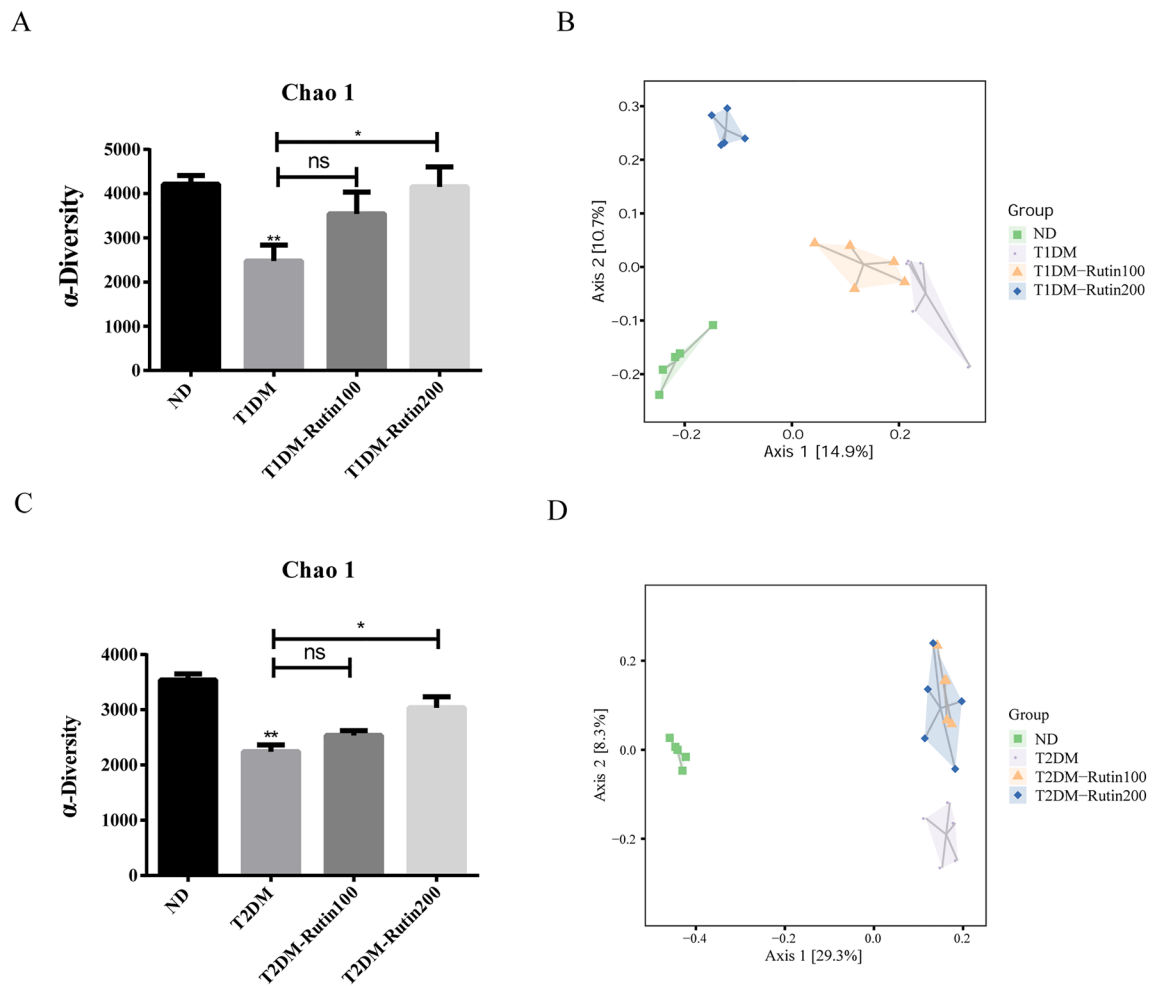 A
Chao 1
*
ns
**
α-Diversity
5000
4000
3000
2000
1000
0
ND
T1DM
T1DM-Rutin100
T1DM-Rutin200
B
0.3
0.2
0.1
0.0
−0.1
−0.2
Axis 2 [10.7%]
−0.2
0.0
0.2
Axis 1 [14.9%]
Group
ND
T1DM
T1DM−Rutin100
T1DM−Rutin200
C
Chao 1
*
ns
**
α-Diversity
4000
3000
2000
1000
0
ND
T2DM
T2DM-Rutin100
T2DM-Rutin200
D
0.2
0.0
−0.2
Axis 2 [8.3%]
−0.4
−0.2
0.0
0.2
Axis 1 [29.3%]
Group
ND
T2DM
T2DM−Rutin100
T2DM−Rutin200